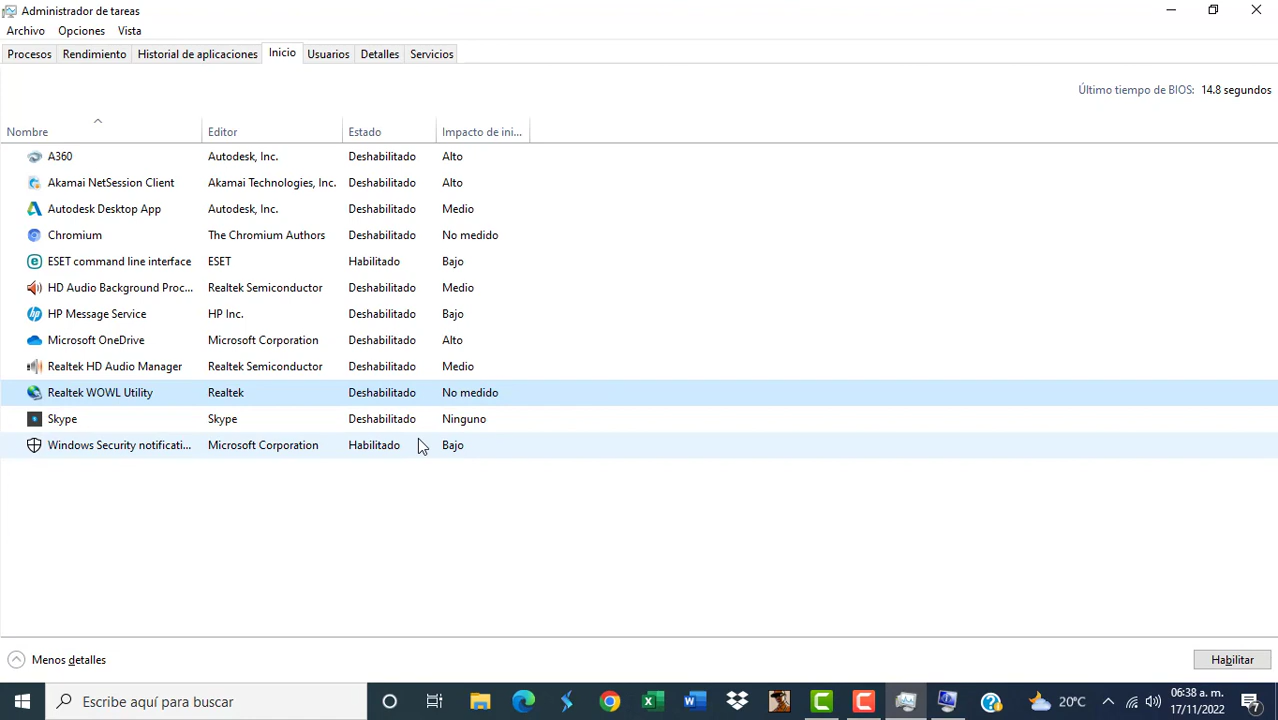 Administrador de tareas
Archivo Opciones Vista
Procesos Rendimiento Historial de aplicaciones Inicio Usuarios Detalles Servicios
Último tiempo de BIOS: 14.8 segundos
Nombre Editor Estado Impacto de ini...
A360 Autodesk, Inc. Deshabilitado Alto
Akamai NetSession Client Akamai Technologies, Inc. Deshabilitado Alto
Autodesk Desktop App Autodesk, Inc. Deshabilitado Medio
Chromium The Chromium Authors Deshabilitado No medido
ESET command line interface ESET Habilitado Bajo
HD Audio Background Proc... Realtek Semiconductor Deshabilitado Medio
HP Message Service HP Inc. Deshabilitado Bajo
Microsoft OneDrive Microsoft Corporation Deshabilitado Alto
Realtek HD Audio Manager Realtek Semiconductor Deshabilitado Medio
Realtek WOWL Utility Realtek Deshabilitado No medido
Skype Skype Deshabilitado Ninguno
Windows Security notificati... Microsoft Corporation Habilitado Bajo
Menos detalles Habilitar
Escribe aquí para buscar 20°C 06:38 a. m.
17/11/2022 7